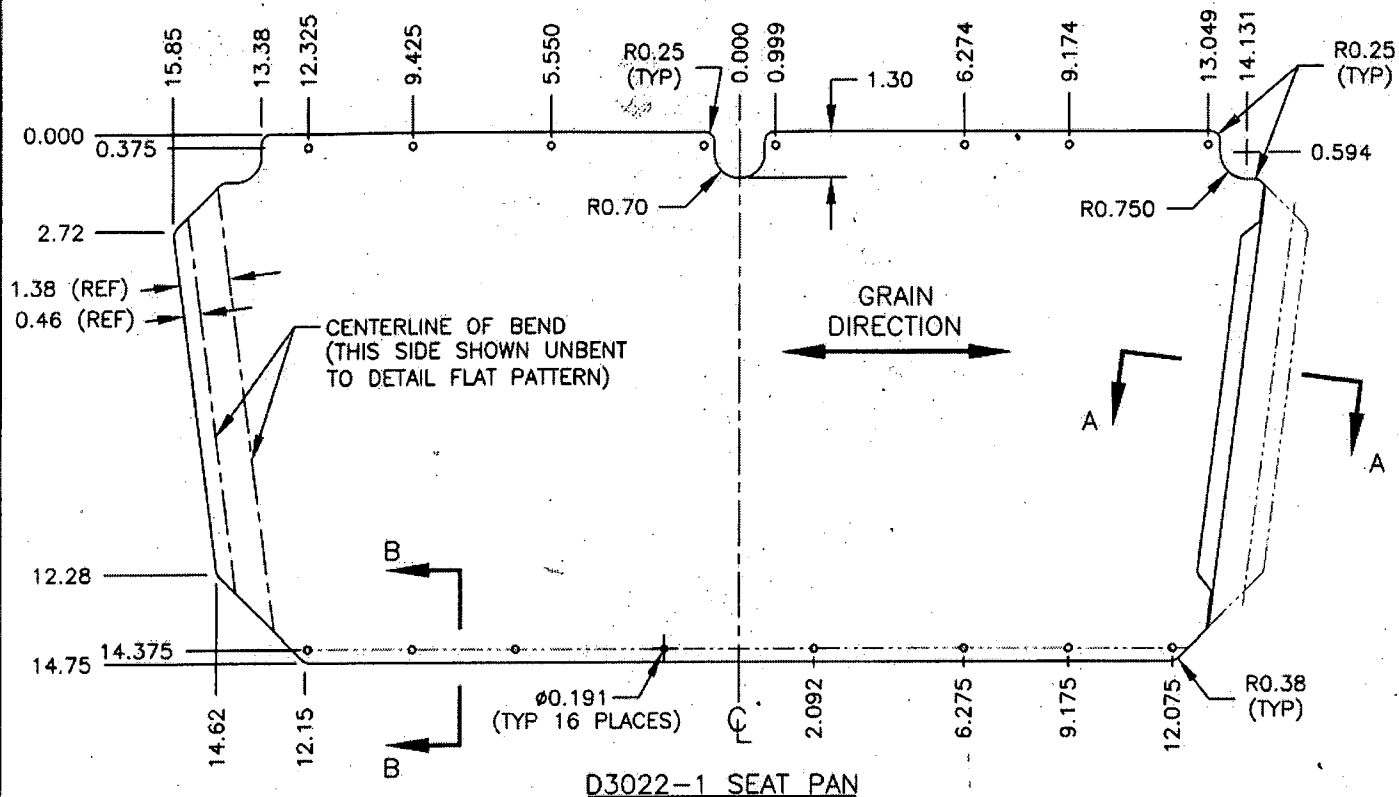 15.85
13.38
12.325
9.425
5.550
R0.25
(TYP)
0.000
0.999
1.30
6.274
9.174
13.049
14.131
R0.25
(TYP)
0.000
0.375
0.594
R0.70
R0.750
2.72
1.38 (REF)
0.46 (REF)
CENTERLINE OF BEND
(THIS SIDE SHOWN UNBENT
TO DETAIL FLAT PATTERN)
GRAIN
DIRECTION
A
A
B
12.28
14.375
14.75
Ø0.191
(TYP 16 PLACES)
R0.38
(TYP)
14.62
12.15
B
℄
2.092
6.275
9.175
12.075
D3022-1 SEAT PAN